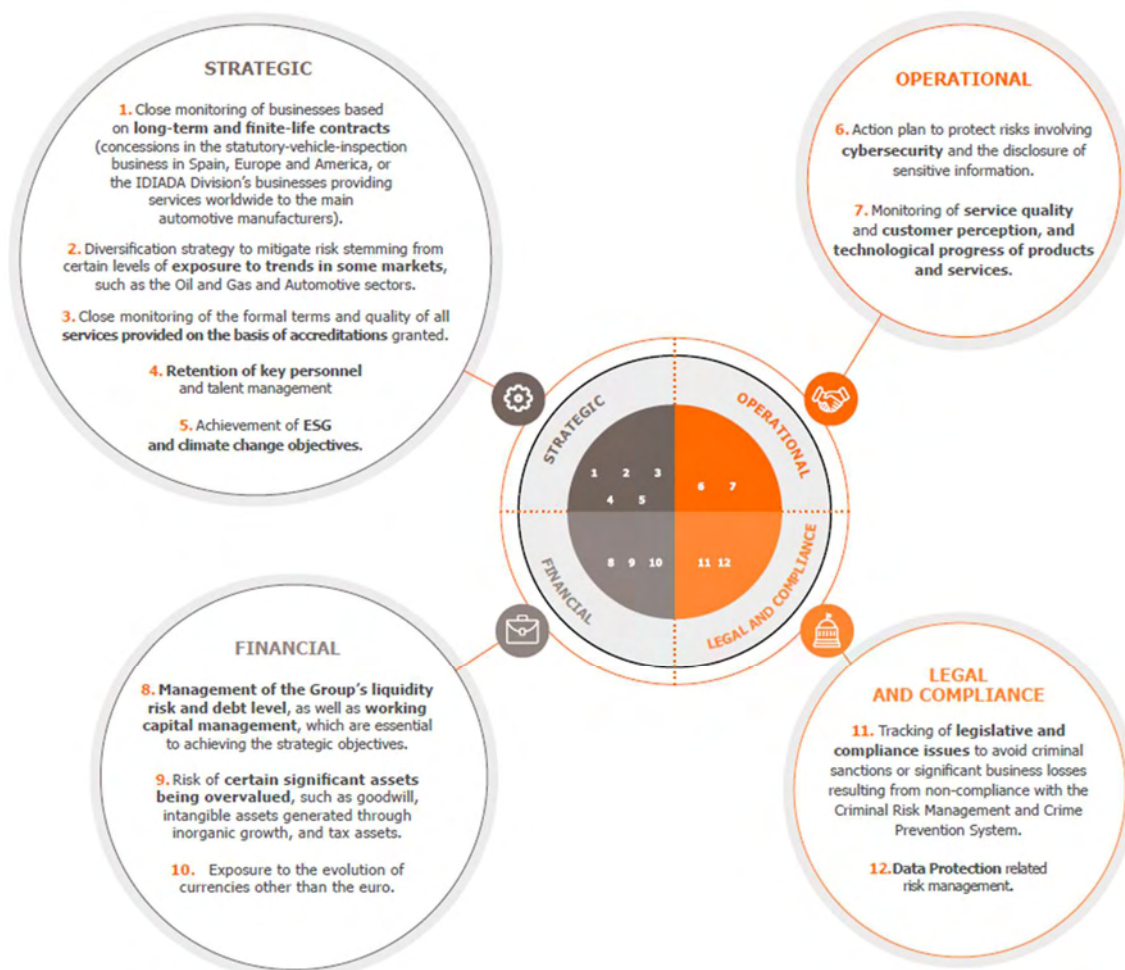 STRATEGIC
1. Close monitoring of businesses based
on long-term and finite-life contracts
(concessions in the statutory-vehicle-inspection
business in Spain, Europe and America, or
the IDIADA Division's businesses providing
services worldwide to the main
automotive manufacturers).
2. Diversification strategy to mitigate risk stemming from
certain levels of exposure to trends in some markets,
such as the Oil and Gas and Automotive sectors.
3. Close monitoring of the formal terms and quality of all
services provided on the basis of accreditations granted.
4. Retention of key personnel
and talent management
5. Achievement of ESG
and climate change objectives.
OPERATIONAL
6. Action plan to protect risks involving
cybersecurity and the disclosure of
sensitive information.
7. Monitoring of service quality
and customer perception, and
technological progress of products
and services.
STRATEGIC
OPERATIONAL
1 2 3
4 5
6 7
8 9 10
11 12
FINANCIAL
LEGAL AND COMPLIANCE
FINANCIAL
8. Management of the Group's liquidity
risk and debt level, as well as working
capital management, which are essential
to achieving the strategic objectives.
9. Risk of certain significant assets
being overvalued, such as goodwill,
intangible assets generated through
inorganic growth, and tax assets.
10. Exposure to the evolution of
currencies other than the euro.
LEGAL
AND COMPLIANCE
11. Tracking of legislative and
compliance issues to avoid criminal
sanctions or significant business losses
resulting from non-compliance with the
Criminal Risk Management and Crime
Prevention System.
12. Data Protection related
risk management.